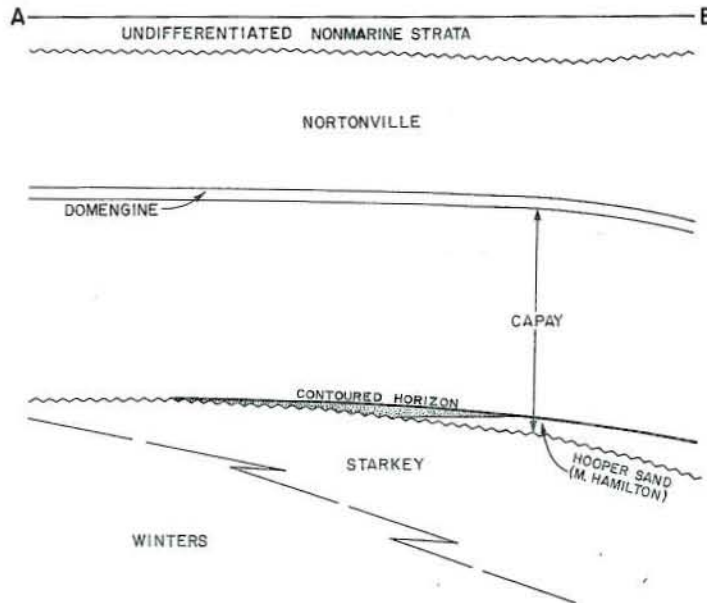 A
B
UNDIFFERENTIATED NONMARINE STRATA
NORTONVILLE
DOMENGINE
CAPAY
CONTOURED HORIZON
STARKEY
HOOPER SAND
(M. HAMILTON)
WINTERS